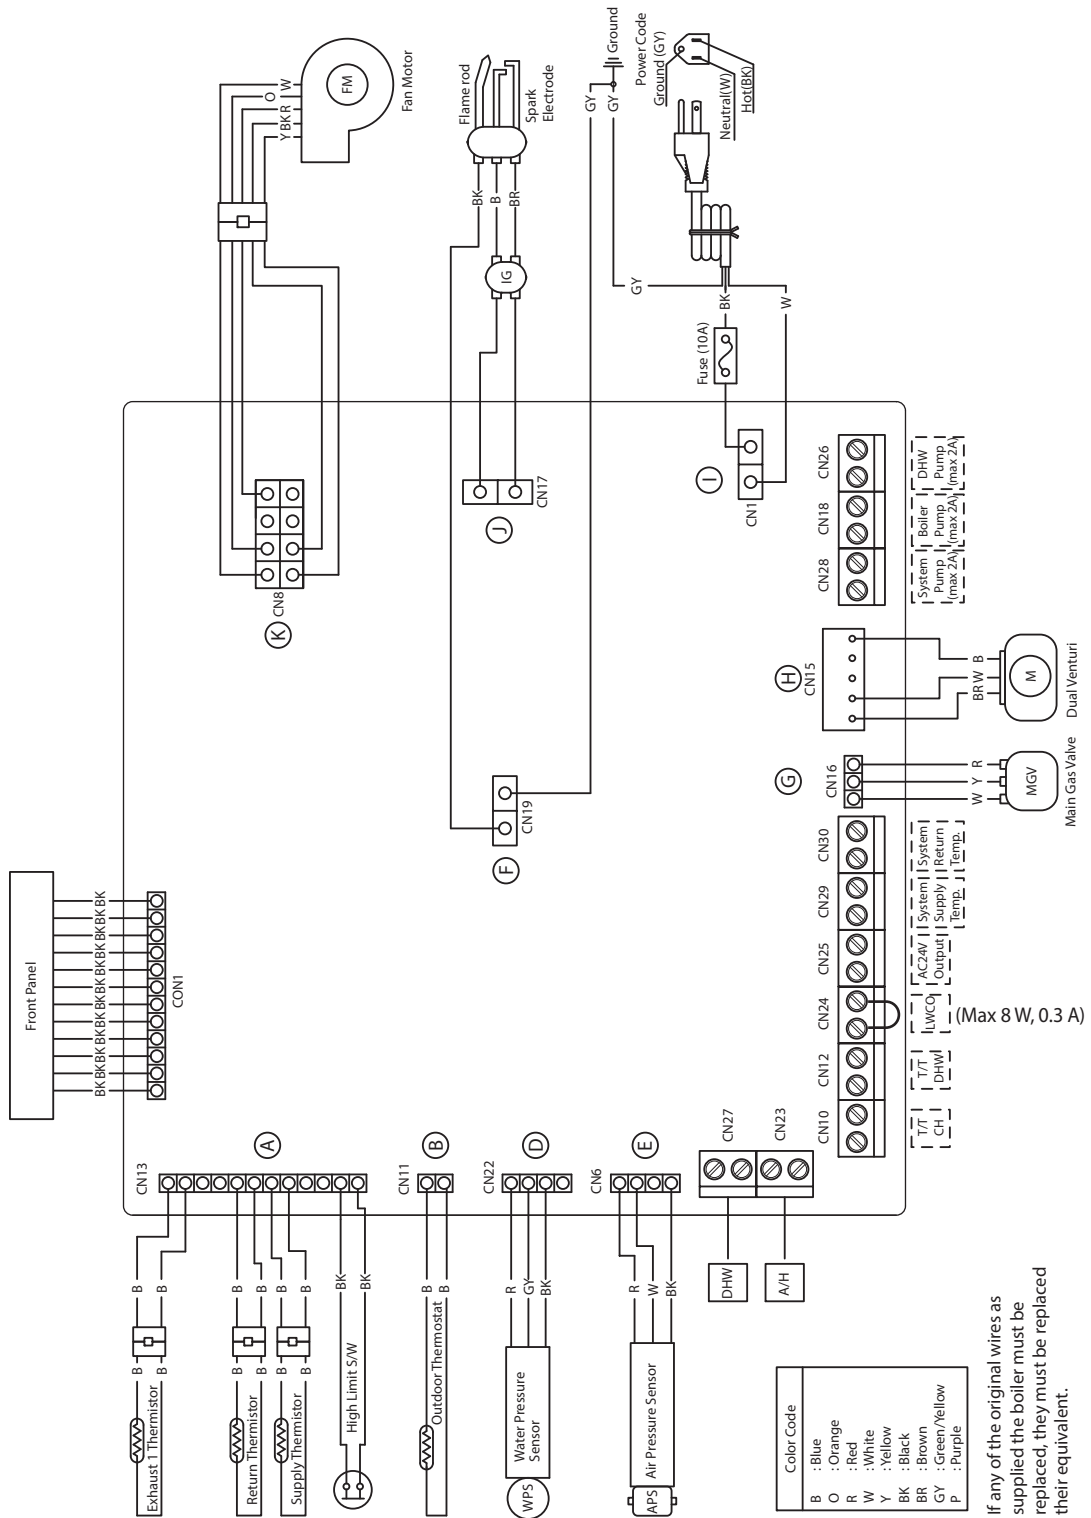 Front Panel
BK BK BK BK BK BK BK BK BK BK BK BK
CON1
W
O
R
BK
Y
FM
Fan Motor
K
CN8
Flame rod
Spark
Electrode
BK
B
BR
IG
J
CN17
F
CN19
GY
GY
Ground
Power Code
Ground (GY)
Neutral(W)
Hot(BK)
GY
BK
W
Fuse (10A)
I
CN1
Exhaust 1 Thermistor
B
B
B
B
Return Thermistor
B
B
B
B
Supply Thermistor
B
B
B
B
High Limit S/W
BK
BK
CN13
A
Outdoor Thermostat
B
B
CN11
B
WPS
Water Pressure
Sensor
R
GY
BK
CN22
D
APS
Air Pressure Sensor
R
W
BK
CN6
E
DHW
CN27
A/H
CN23
CN10
T/T
CH
CN12
T/T
DHW
CN24
LWCO
(Max 8 W, 0.3 A)
CN25
AC24V
Output
CN29
System
Supply
Temp.
CN30
System
Return
Temp.
G
CN16
W
Y
R
MGV
Main Gas Valve
H
CN15
BR
W
B
M
Dual Venturi
CN28
System
Pump
(max 2A)
CN18
Boiler
Pump
(max 2A)
CN26
DHW
Pump
(max 2A)
Color Code
B : Blue
O : Orange
R : Red
W : White
Y : Yellow
BK : Black
BR : Brown
GY : Green/Yellow
P : Purple
If any of the original wires as
supplied the boiler must be
replaced, they must be replaced
their equivalent.